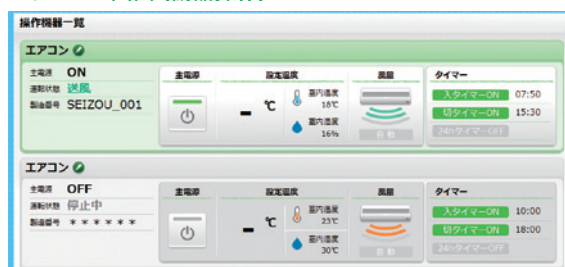 操作機器一覧
エアコン
主電源 ON
運転状態 送風
製造番号 SEIZOU_001
主電源 設定温度 風量 タイマー
- ℃
室内温度
18℃
室内湿度
16%
自動
入タイマーON 07:50
切タイマーON 15:30
24hタイマーOFF
エアコン
主電源 OFF
運転状態 停止中
製造番号 ******
主電源 設定温度 風量 タイマー
- ℃
室内温度
23℃
室内湿度
30%
自動
入タイマーON 10:00
切タイマーON 18:00
24hタイマーOFF